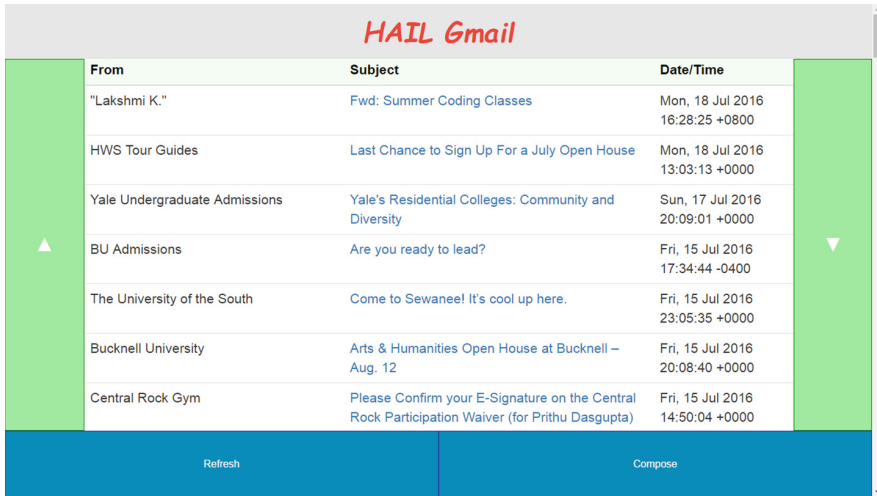 HAIL Gmail
From Subject Date/Time
"Lakshmi K." Fwd: Summer Coding Classes Mon, 18 Jul 2016
16:28:25 +0800
HWS Tour Guides Last Chance to Sign Up For a July Open House Mon, 18 Jul 2016
13:03:13 +0000
Yale Undergraduate Admissions Yale's Residential Colleges: Community and Sun, 17 Jul 2016
Diversity 20:09:01 +0000
BU Admissions Are you ready to lead? Fri, 15 Jul 2016
17:34:44 -0400
The University of the South Come to Sewanee! It's cool up here. Fri, 15 Jul 2016
23:05:35 +0000
Bucknell University Arts & Humanities Open House at Bucknell – Fri, 15 Jul 2016
Aug. 12 20:08:40 +0000
Central Rock Gym Please Confirm your E-Signature on the Central Fri, 15 Jul 2016
Rock Participation Waiver (for Prithu Dasgupta) 14:50:04 +0000
Refresh Compose